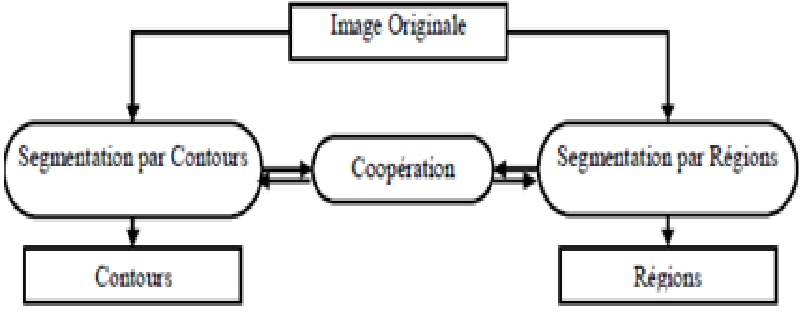 Image Originale
Segmentation par Contours
Coopération
Segmentation par Régions
Contours
Régions